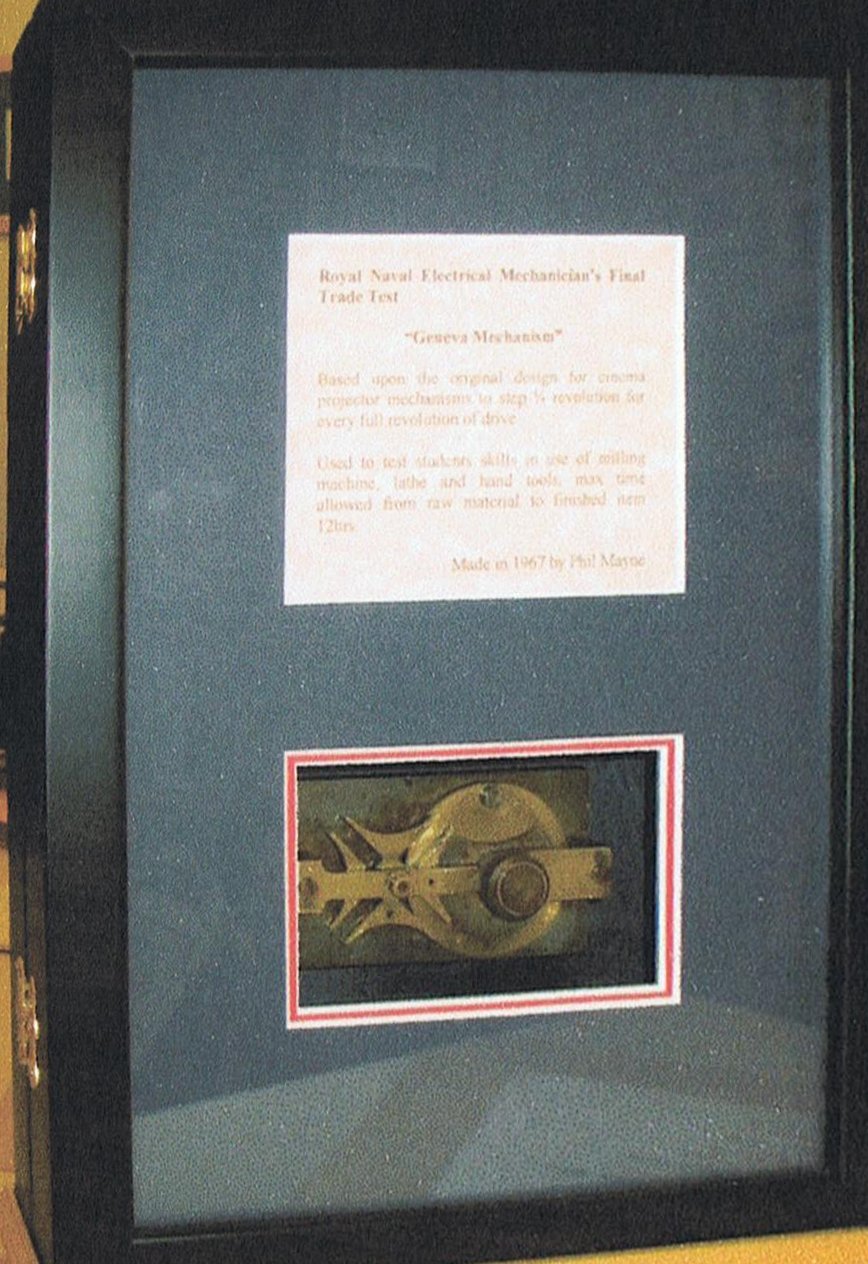 Royal Naval Electrical Mechanician's Final
Trade Test
"Geneva Mechanism"
Based upon the original design for cinema
projector mechanisms to step ¼ revolution for
every full revolution of drive
Used to test students skills in use of milling
machine, lathe and hand tools, max time
allowed from raw material to finished item
12hrs
Made in 1967 by Phil Mayne